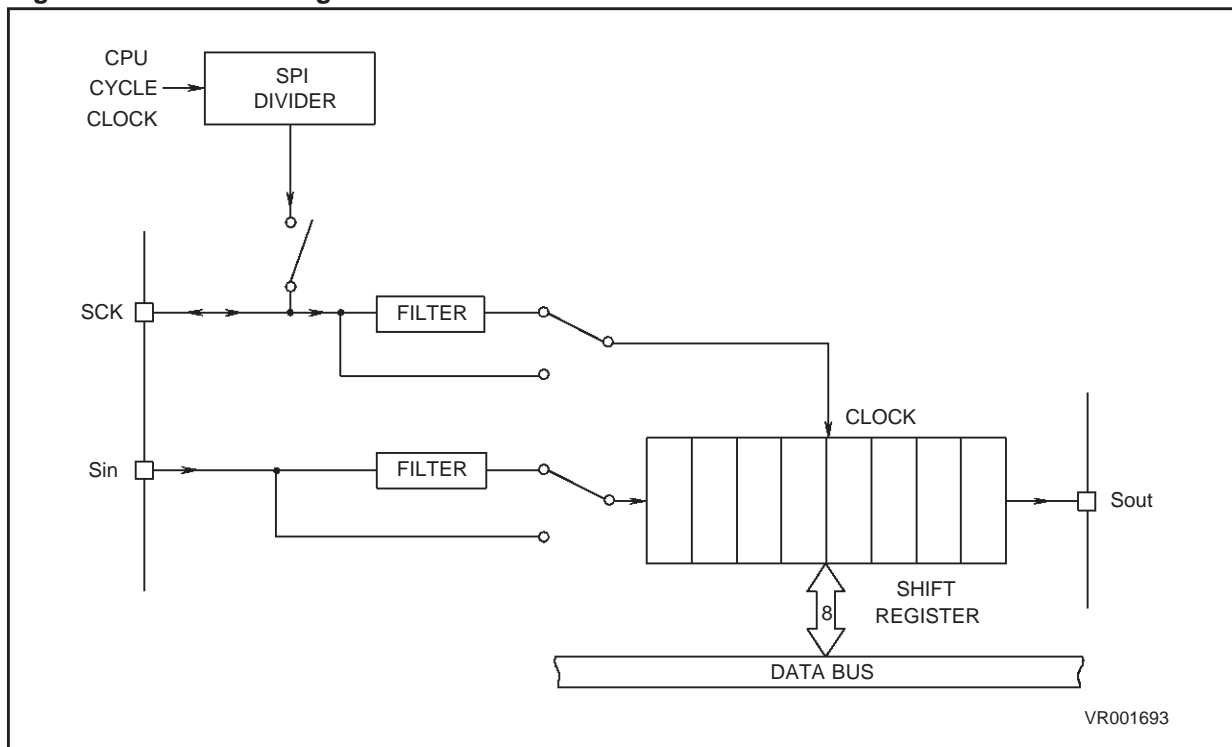 CPU
CYCLE
CLOCK
SPI
DIVIDER
SCK
FILTER
CLOCK
Sin
FILTER
Sout
SHIFT
REGISTER
8
DATA BUS
VR001693